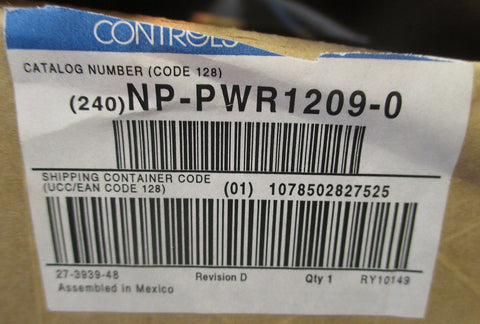 CONTROLS
CATALOG NUMBER (CODE 128)
(240)NP-PWR1209-0
SHIPPING CONTAINER CODE
(UCC/EAN CODE 128) (01) 1078502827525
27-3939-48 Revision D Qty 1 RY10149
Assembled in Mexico